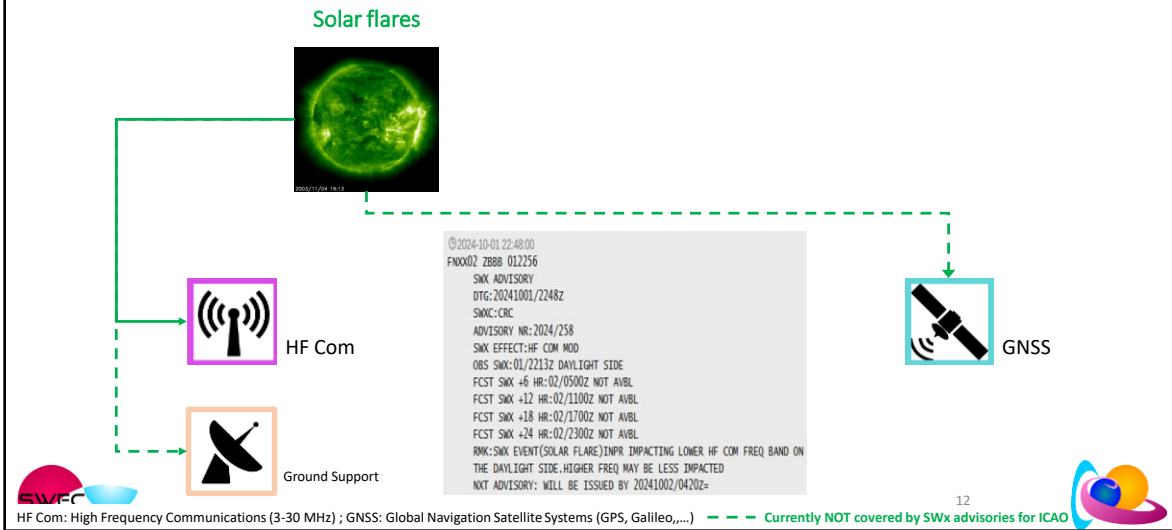 Solar flares
2003/11/04 19:13
2024-10-01 22:48:00
FNXX02 ZBBB 012256
SWX ADVISORY
DTG:20241001/2248Z
SWXC:CRC
ADVISORY NR:2024/258
SWX EFFECT:HF COM MOD
OBS SWX:01/2213Z DAYLIGHT SIDE
FCST SWX +6 HR:02/0500Z NOT AVBL
FCST SWX +12 HR:02/1100Z NOT AVBL
FCST SWX +18 HR:02/1700Z NOT AVBL
FCST SWX +24 HR:02/2300Z NOT AVBL
RMK:SWX EVENT(SOLAR FLARE)INPR IMPACTING LOWER HF COM FREQ BAND ON
THE DAYLIGHT SIDE.HIGHER FREQ MAY BE LESS IMPACTED
NXT ADVISORY: WILL BE ISSUED BY 20241002/0420Z=
HF Com
GNSS
Ground Support
SWEC
12
HF Com: High Frequency Communications (3-30 MHz) ; GNSS: Global Navigation Satellite Systems (GPS, Galileo,,…) Currently NOT covered by SWx advisories for ICAO